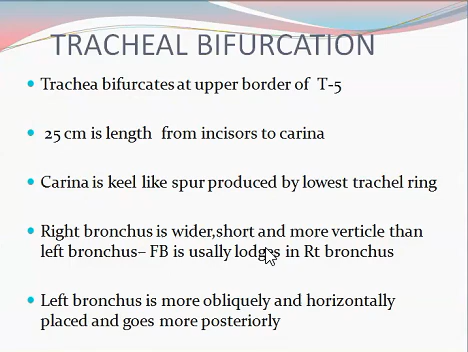 TRACHEAL BIFURCATION
Trachea bifurcates at upper border of T-5
25 cm is length from incisors to carina
Carina is keel like spur produced by lowest trachel ring
Right bronchus is wider,short and more verticle than
left bronchus– FB is usally lodges in Rt bronchus
Left bronchus is more obliquely and horizontally
placed and goes more posteriorly